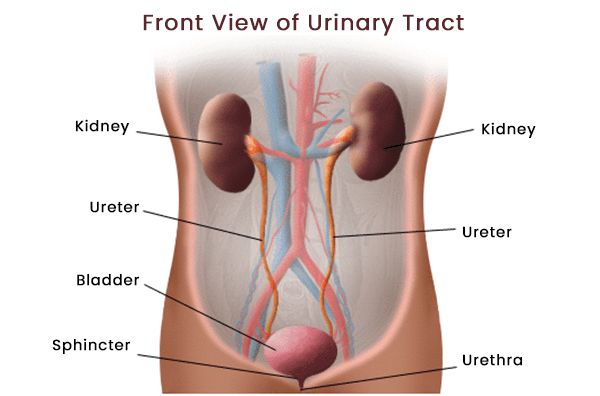 Front View of Urinary Tract
Kidney
Kidney
Ureter
Ureter
Bladder
Sphincter
Urethra